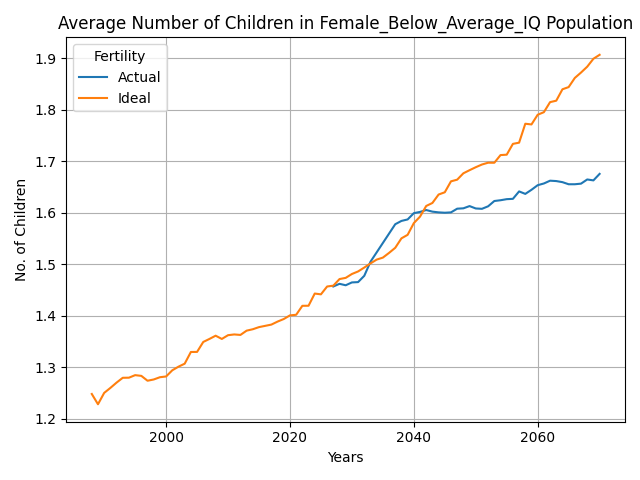 Average Number of Children in Female_Below_Average_IQ Population
Fertility
Actual
Ideal
No. of Children
1.9
1.8
1.7
1.6
1.5
1.4
1.3
1.2
2000
2020
2040
2060
Years